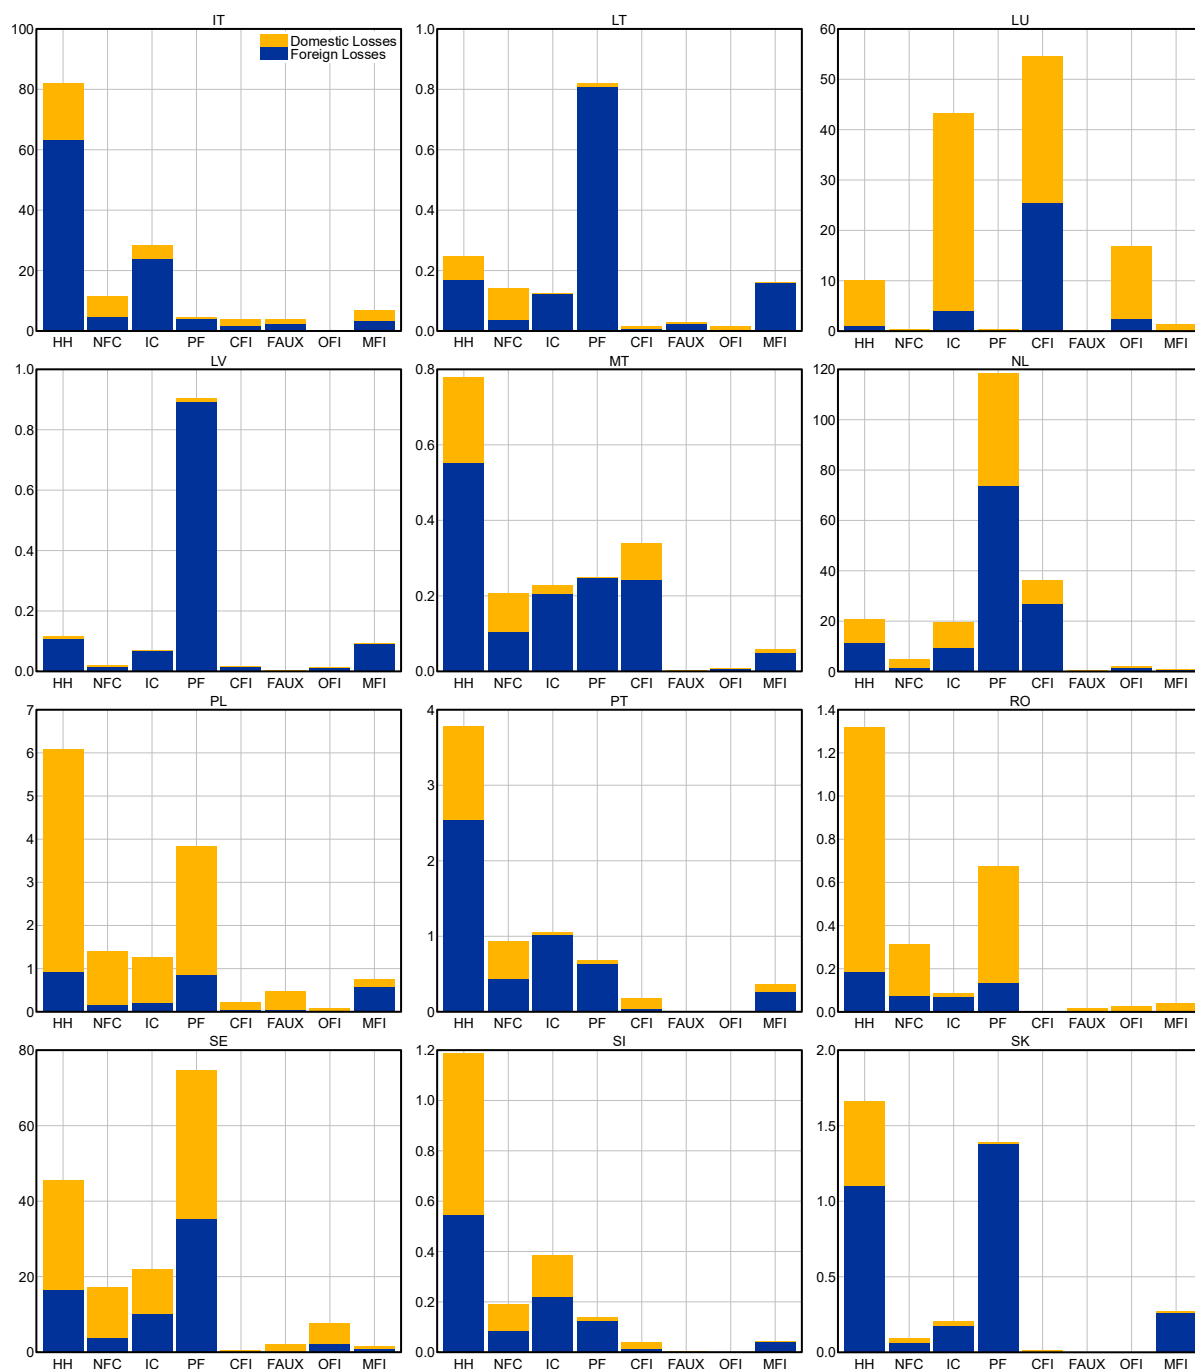 IT
100
80
60
40
20
0
Domestic Losses
Foreign Losses
HH NFC IC PF CFI FAUX OFI MFI
LT
1.0
0.8
0.6
0.4
0.2
0.0
HH NFC IC PF CFI FAUX OFI MFI
LU
60
50
40
30
20
10
0
HH NFC IC PF CFI FAUX OFI MFI
LV
1.0
0.8
0.6
0.4
0.2
0.0
HH NFC IC PF CFI FAUX OFI MFI
MT
0.8
0.6
0.4
0.2
0.0
HH NFC IC PF CFI FAUX OFI MFI
NL
120
100
80
60
40
20
0
HH NFC IC PF CFI FAUX OFI MFI
PL
7
6
5
4
3
2
1
0
HH NFC IC PF CFI FAUX OFI MFI
PT
4
3
2
1
0
HH NFC IC PF CFI FAUX OFI MFI
RO
1.4
1.2
1.0
0.8
0.6
0.4
0.2
0.0
HH NFC IC PF CFI FAUX OFI MFI
SE
80
60
40
20
0
HH NFC IC PF CFI FAUX OFI MFI
SI
1.2
1.0
0.8
0.6
0.4
0.2
0.0
HH NFC IC PF CFI FAUX OFI MFI
SK
2.0
1.5
1.0
0.5
0.0
HH NFC IC PF CFI FAUX OFI MFI